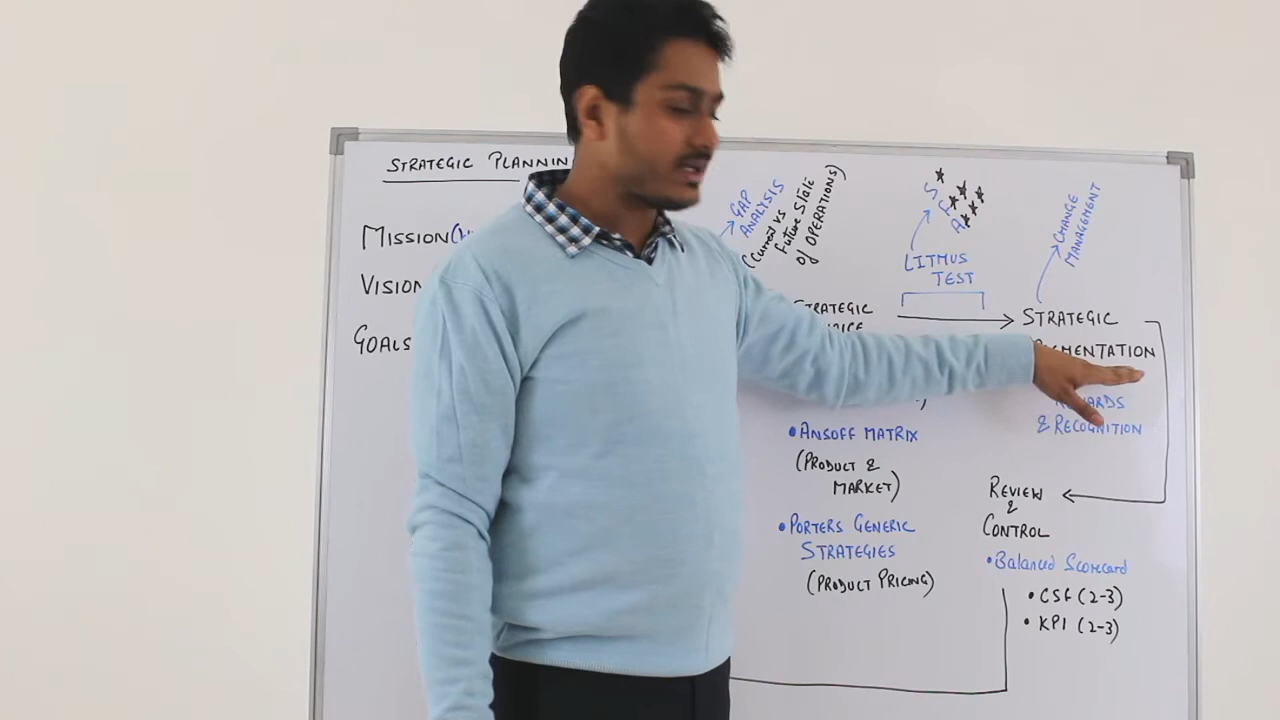 STRATEGIC PLANNIN
MISSION
VISION
GOALS
GAP
ANALYSIS
(Current vs
Future State
of OPERATIONS)
S
F
A
LITMUS
TEST
CHANGE
MANAGEMENT
STRATEGIC
STRATEGIC
MENTATION
& RECOGNITION
• ANSOFF MATRIX
(PRODUCT &
MARKET)
• PORTERS GENERIC
STRATEGIES
(PRODUCT PRICING)
REVIEW
&
CONTROL
• Balanced Scorecard
• CSF (2-3)
• KPI (2-3)